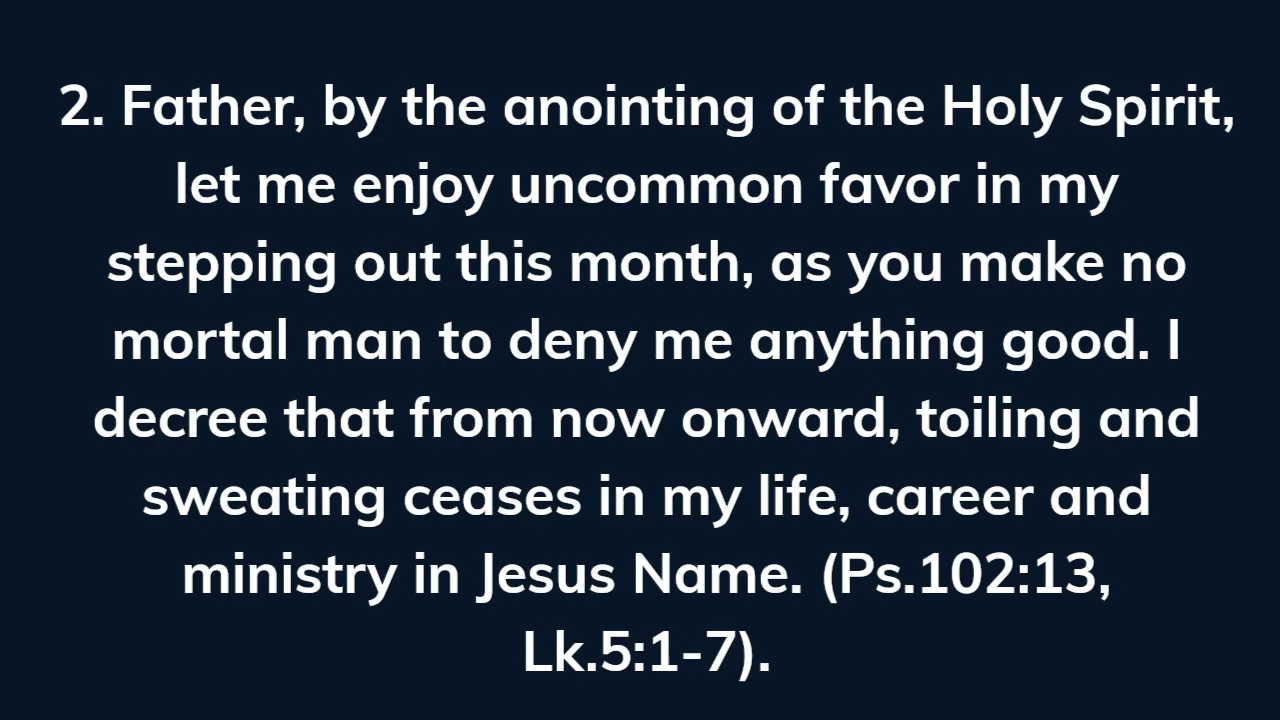 2. Father, by the anointing of the Holy Spirit,
let me enjoy uncommon favor in my
stepping out this month, as you make no
mortal man to deny me anything good. I
decree that from now onward, toiling and
sweating ceases in my life, career and
ministry in Jesus Name. (Ps.102:13,
Lk.5:1-7).